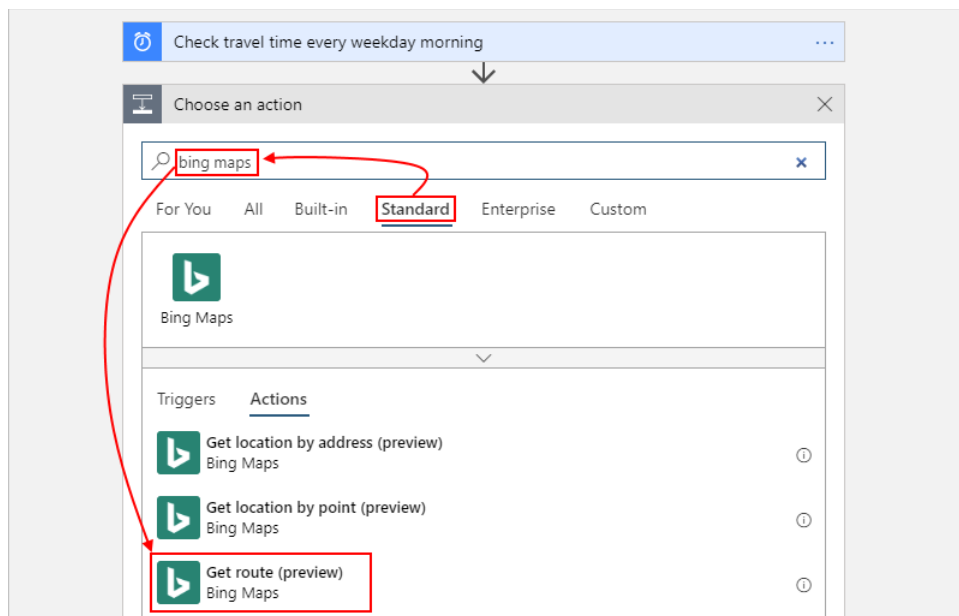 Check travel time every weekday morning
Choose an action
bing maps
For You All Built-in Standard Enterprise Custom
Bing Maps
Triggers Actions
Get location by address (preview)
Bing Maps
Get location by point (preview)
Bing Maps
Get route (preview)
Bing Maps